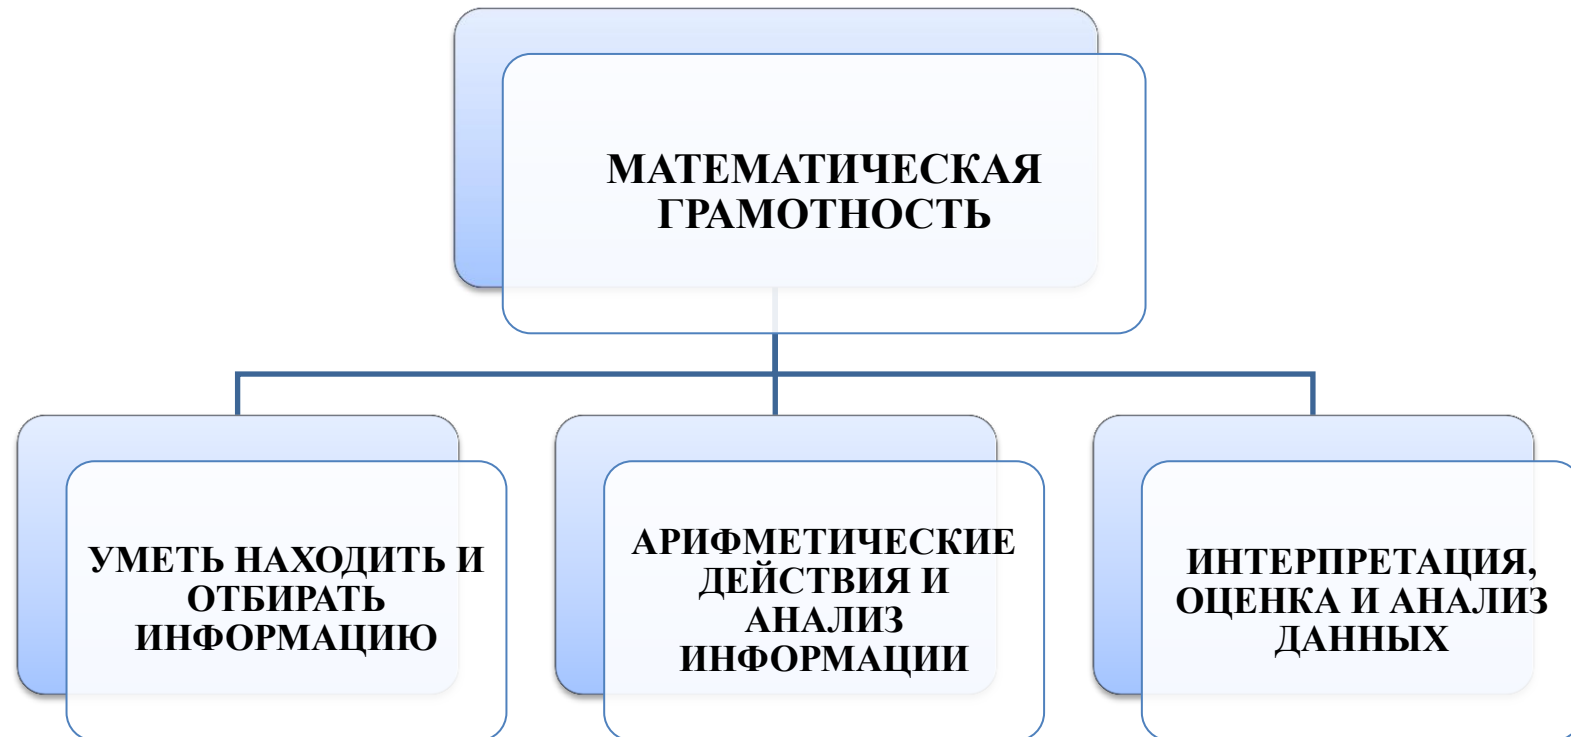 МАТЕМАТИЧЕСКАЯ
ГРАМОТНОСТЬ
УМЕТЬ НАХОДИТЬ И
ОТБИРАТЬ
ИНФОРМАЦИЮ
АРИФМЕТИЧЕСКИЕ
ДЕЙСТВИЯ И
АНАЛИЗ
ИНФОРМАЦИИ
ИНТЕРПРЕТАЦИЯ,
ОЦЕНКА И АНАЛИЗ
ДАННЫХ